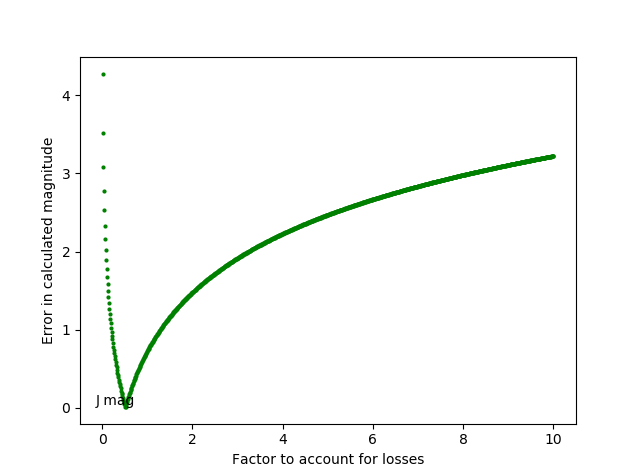 Error in calculated magnitude
4
3
2
1
0
J mag
0 2 4 6 8 10
Factor to account for losses